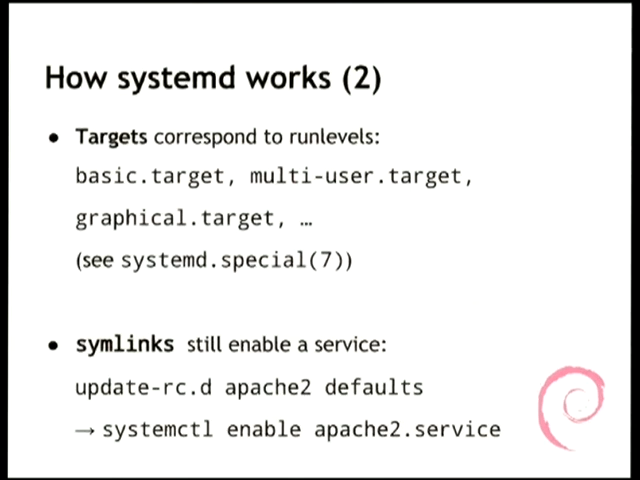 How systemd works (2)
● Targets correspond to runlevels:
basic.target, multi-user.target,
graphical.target, …
(see systemd.special(7))
● symlinks still enable a service:
update-rc.d apache2 defaults
→ systemctl enable apache2.service